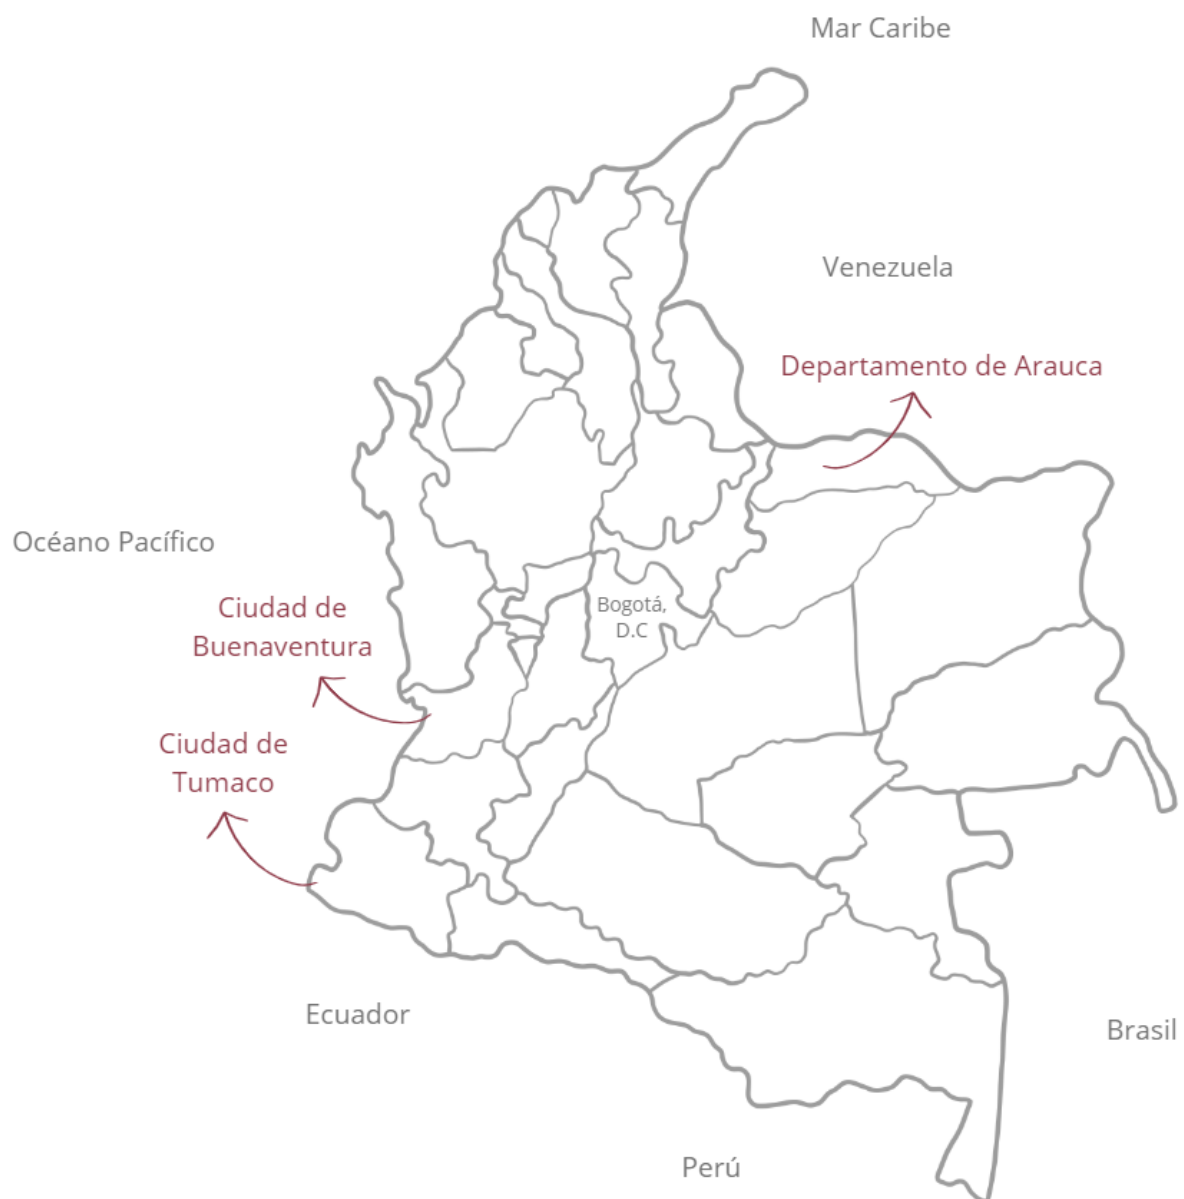 Mar Caribe
Venezuela
Departamento de Arauca
Océano Pacífico
Ciudad de
Buenaventura
Bogotá,
D.C
Ciudad de
Tumaco
Ecuador
Brasil
Perú